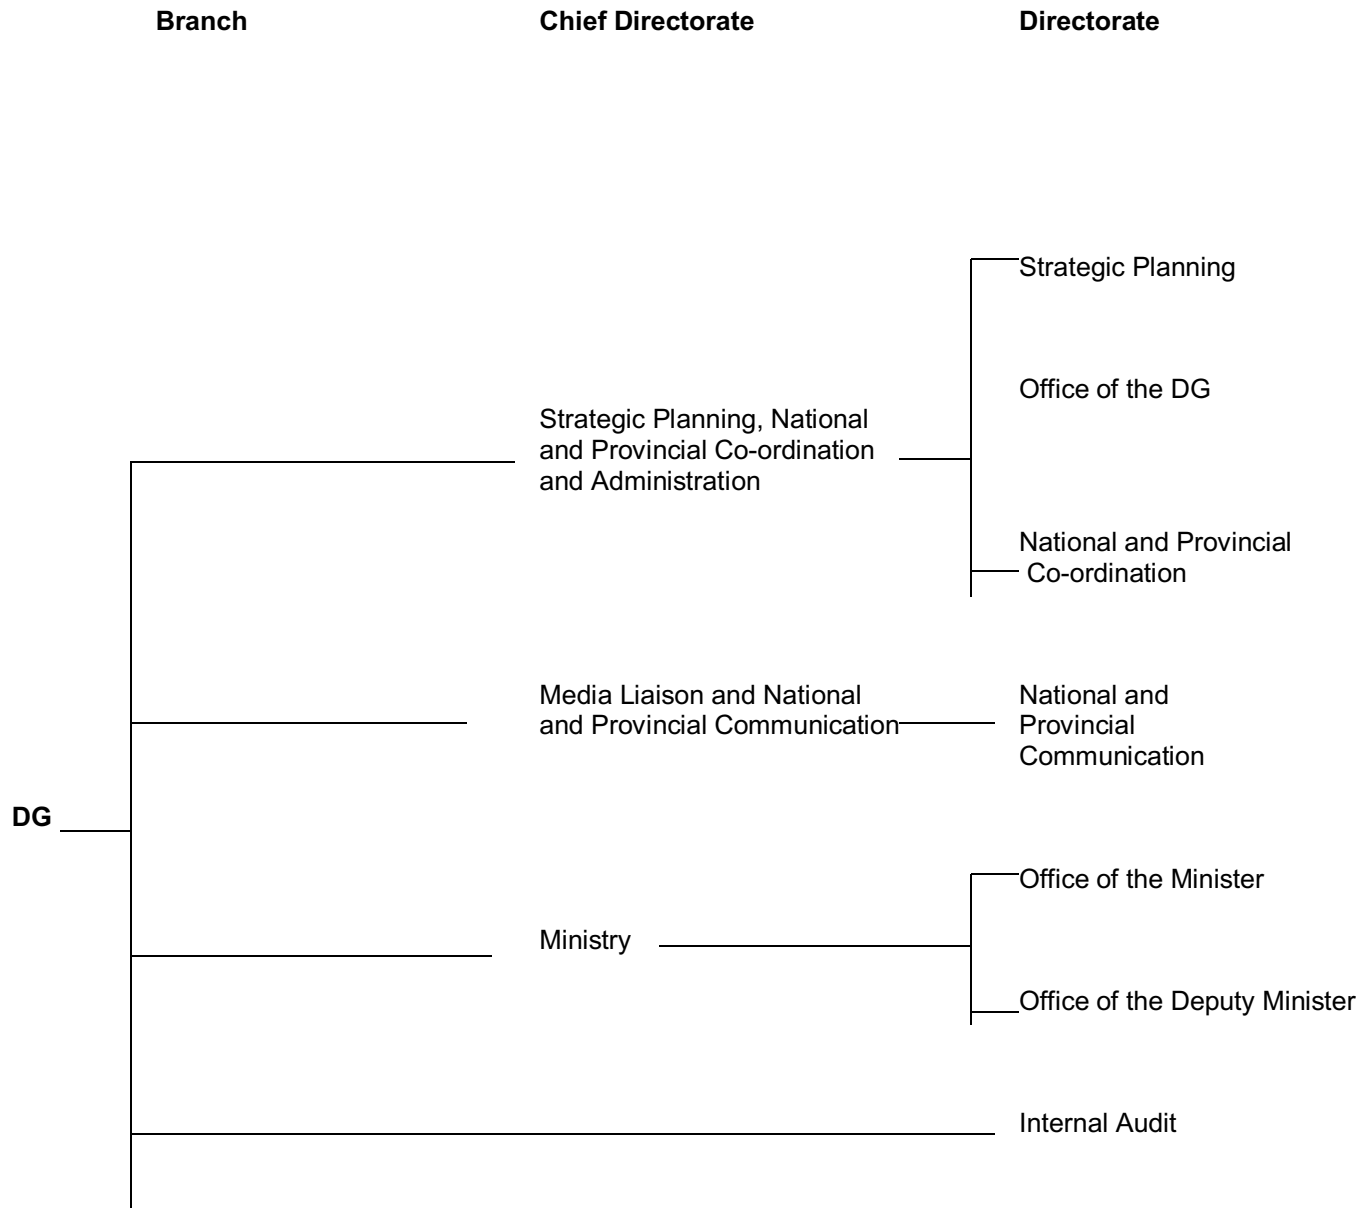 Branch Chief Directorate Directorate
Strategic Planning
Office of the DG
Strategic Planning, National
and Provincial Co-ordination
and Administration
National and Provincial
Co-ordination
Media Liaison and National
and Provincial Communication
National and
Provincial
Communication
DG
Office of the Minister
Ministry
Office of the Deputy Minister
Internal Audit